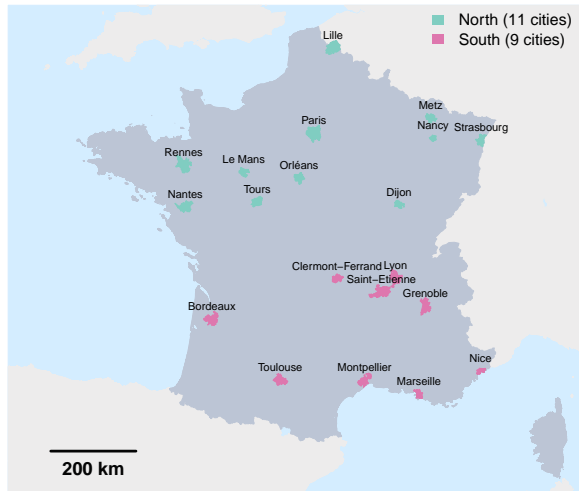 North (11 cities)
South (9 cities)
Lille
Paris
Metz
Nancy
Strasbourg
Rennes
Le Mans
Orléans
Nantes
Tours
Dijon
Clermont−Ferrand
Lyon
Saint−Etienne
Grenoble
Bordeaux
Toulouse
Montpellier
Nice
Marseille
200 km